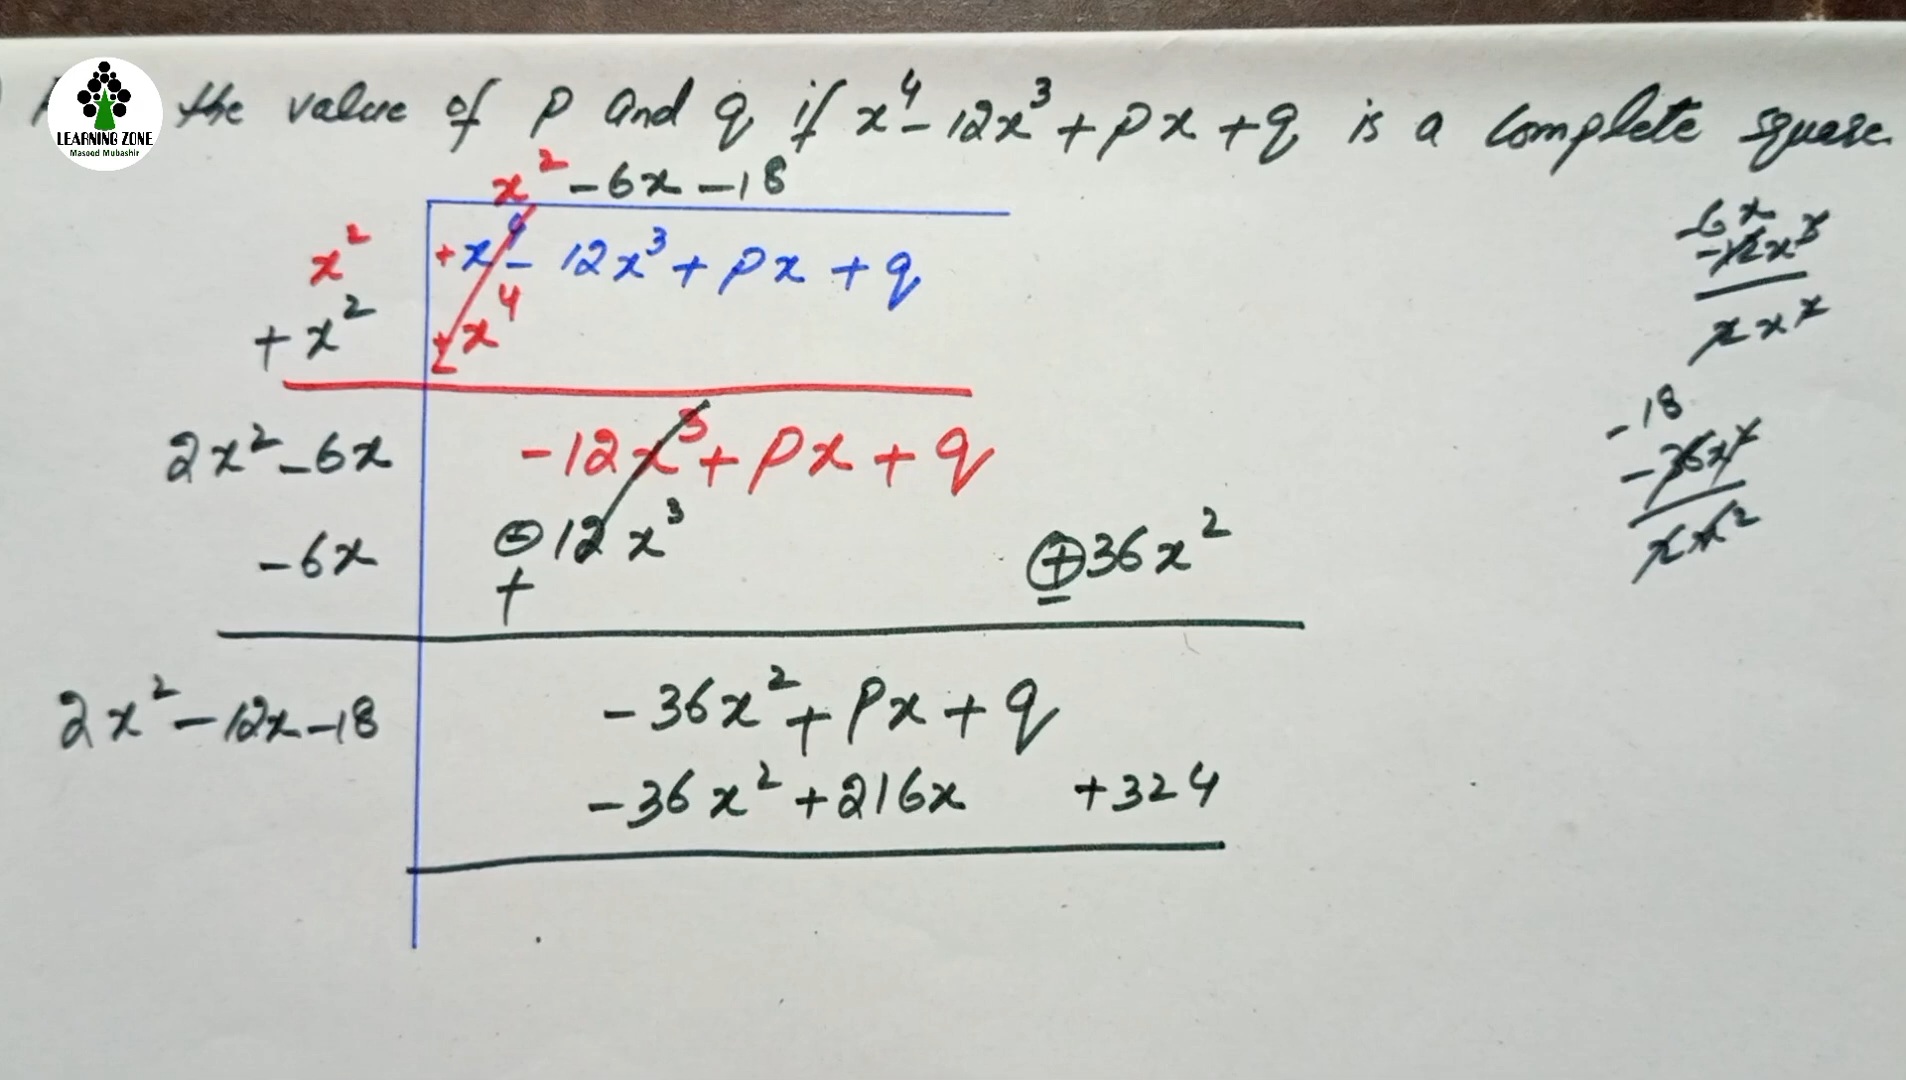 the value of p and q if x⁴ - 12x³ + px + q is a complete square.
LEARNING ZONE
Masood Mubashir
x² - 6x - 18
x² +x⁴ - 12x³ + px + q
+x² +x⁴
-
2x² - 6x -12x³ + px + q
-6x -12x³ +36x²
+ -
2x² - 12x - 18 -36x² + px + q
-36x² + 216x +324
-6x
-12x³
x x²
-18
-36x²
x²